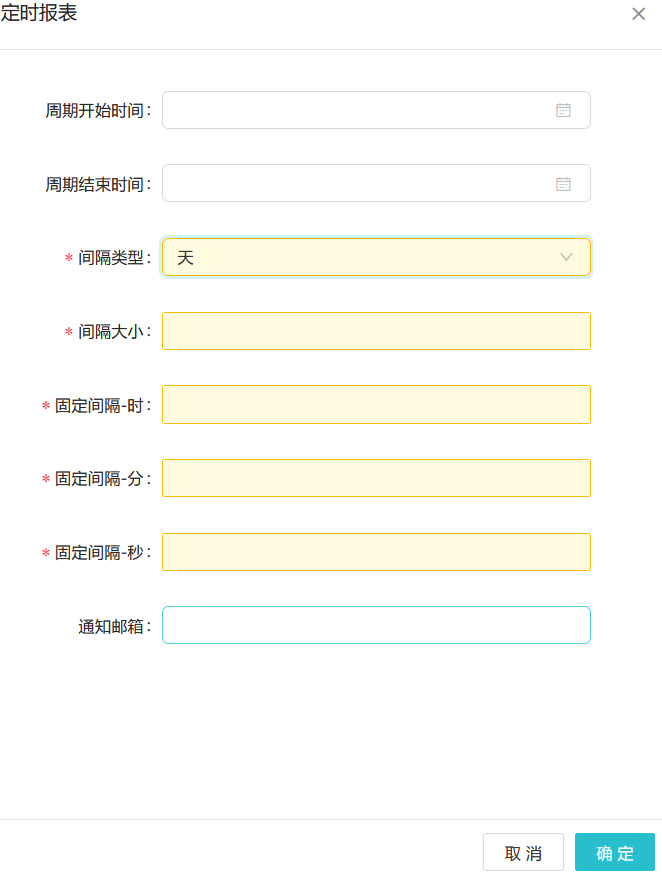 定时报表
周期开始时间：
周期结束时间：
* 间隔类型： 天
* 间隔大小：
* 固定间隔-时：
* 固定间隔-分：
* 固定间隔-秒：
通知邮箱：
取 消 确 定